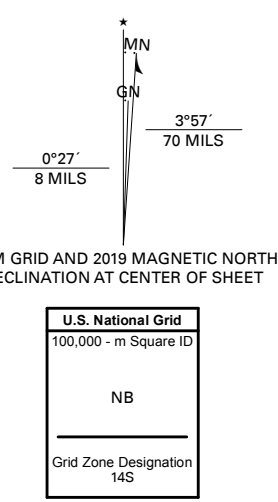 ★
MN
GN
3°57´
70 MILS
0°27´
8 MILS
GRID AND 2019 MAGNETIC NORTH
AT CENTER OF SHEET
U.S. National Grid
100,000 - m Square ID
NB
Grid Zone Designation
14S